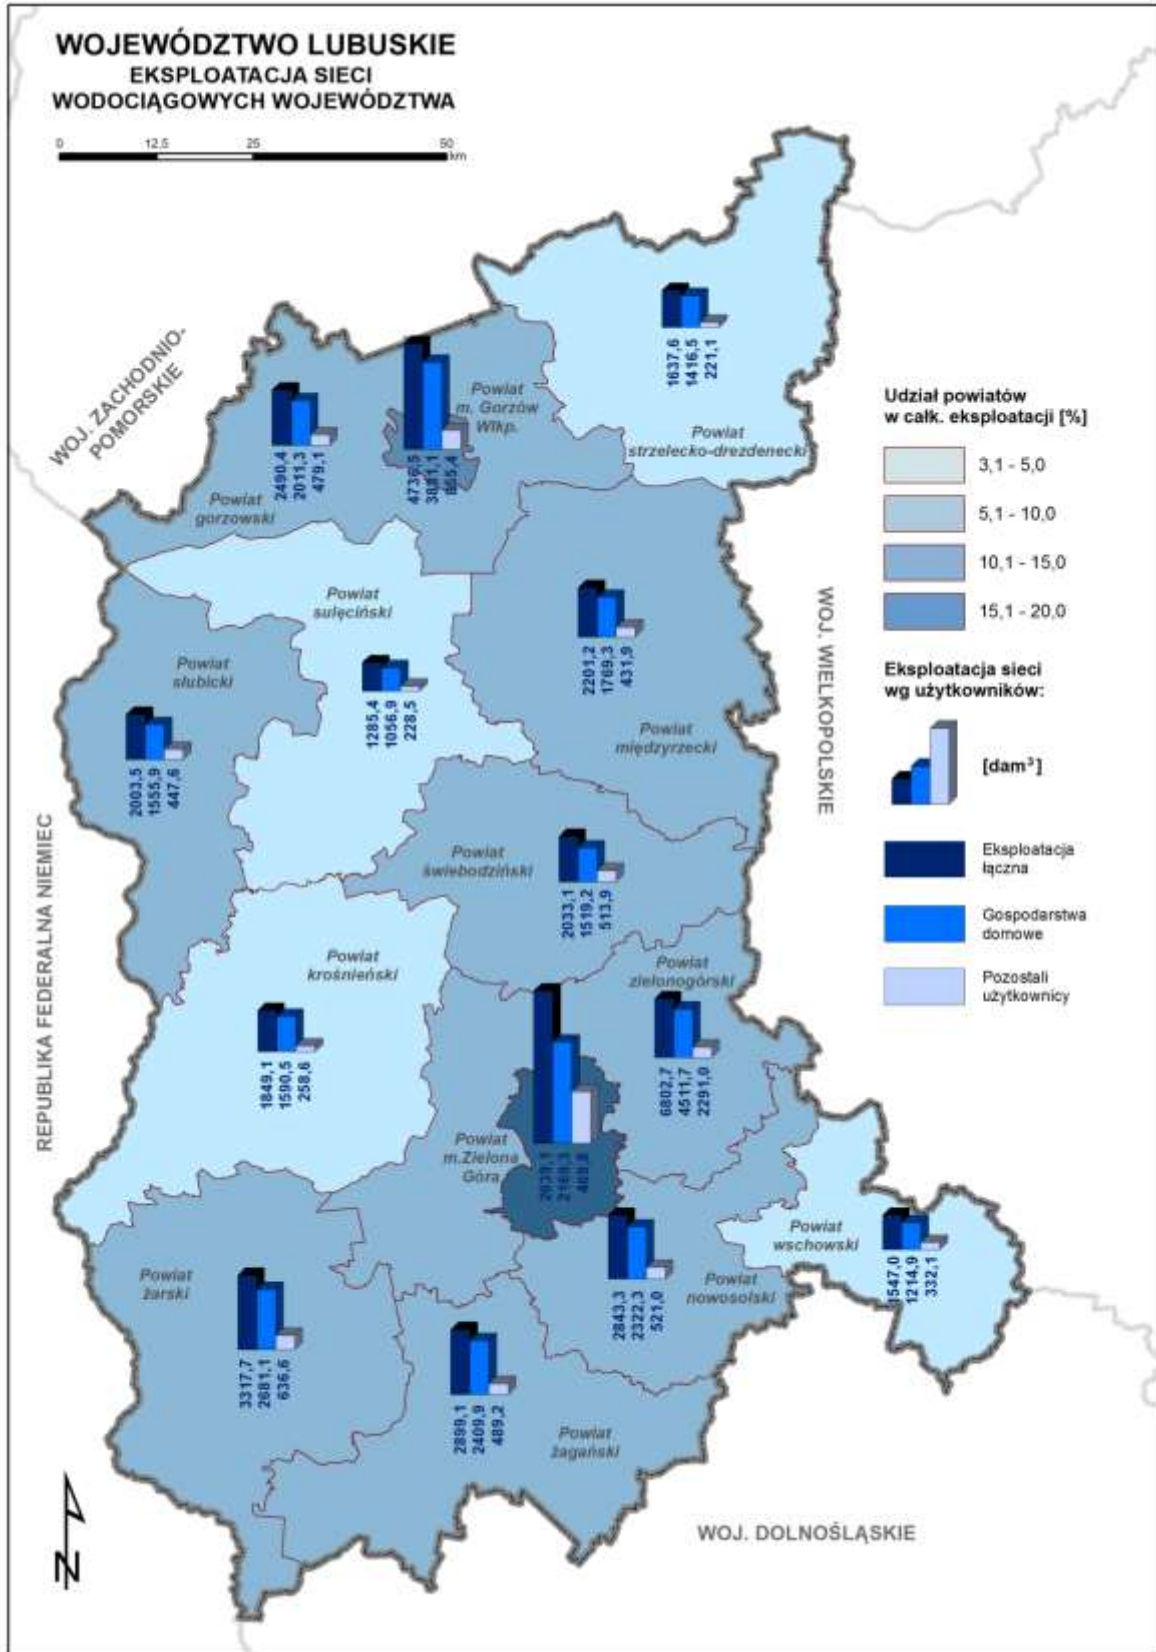 WOJEWÓDZTWO LUBUSKIE
EKSPLOATACJA SIECI
WODOCIĄGOWYCH WOJEWÓDZTWA
0 12,5 25 50
km
WOJ. ZACHODNIO-
POMORSKIE
1637,6
1416,5
221,1
Powiat
strzelecko-drezdenecki
Powiat
m. Gorzów
Wlkp.
2490,4
2011,3
479,1
4736,5
Powiat
gorzowski
Udział powiatów
w całk. eksploatacji [%]
3,1 - 5,0
5,1 - 10,0
10,1 - 15,0
15,1 - 20,0
Eksploatacja sieci
wg użytkowników:
[dam³]
Eksploatacja
łączna
Gospodarstwa
domowe
Pozostali
użytkownicy
Powiat
sulęciński
1285,4
1056,9
228,5
2201,2
1769,3
431,9
Powiat
międzyrzecki
WOJ. WIELKOPOLSKIE
Powiat
słubicki
2003,5
1555,9
447,6
REPUBLIKA FEDERALNA NIEMIEC
Powiat
świebodziński
2033,1
1519,2
513,9
Powiat
krośnieński
1849,1
1590,5
258,6
Powiat
zielonogórski
6802,7
4511,7
2291,0
Powiat
m.Zielona
Góra
Powiat
wschowski
1547,0
1214,9
332,1
Powiat
nowosolski
2843,3
2322,3
521,0
Powiat
żarski
3317,7
2681,1
636,6
2899,1
2409,9
489,2
Powiat
żagański
WOJ. DOLNOŚLĄSKIE
N